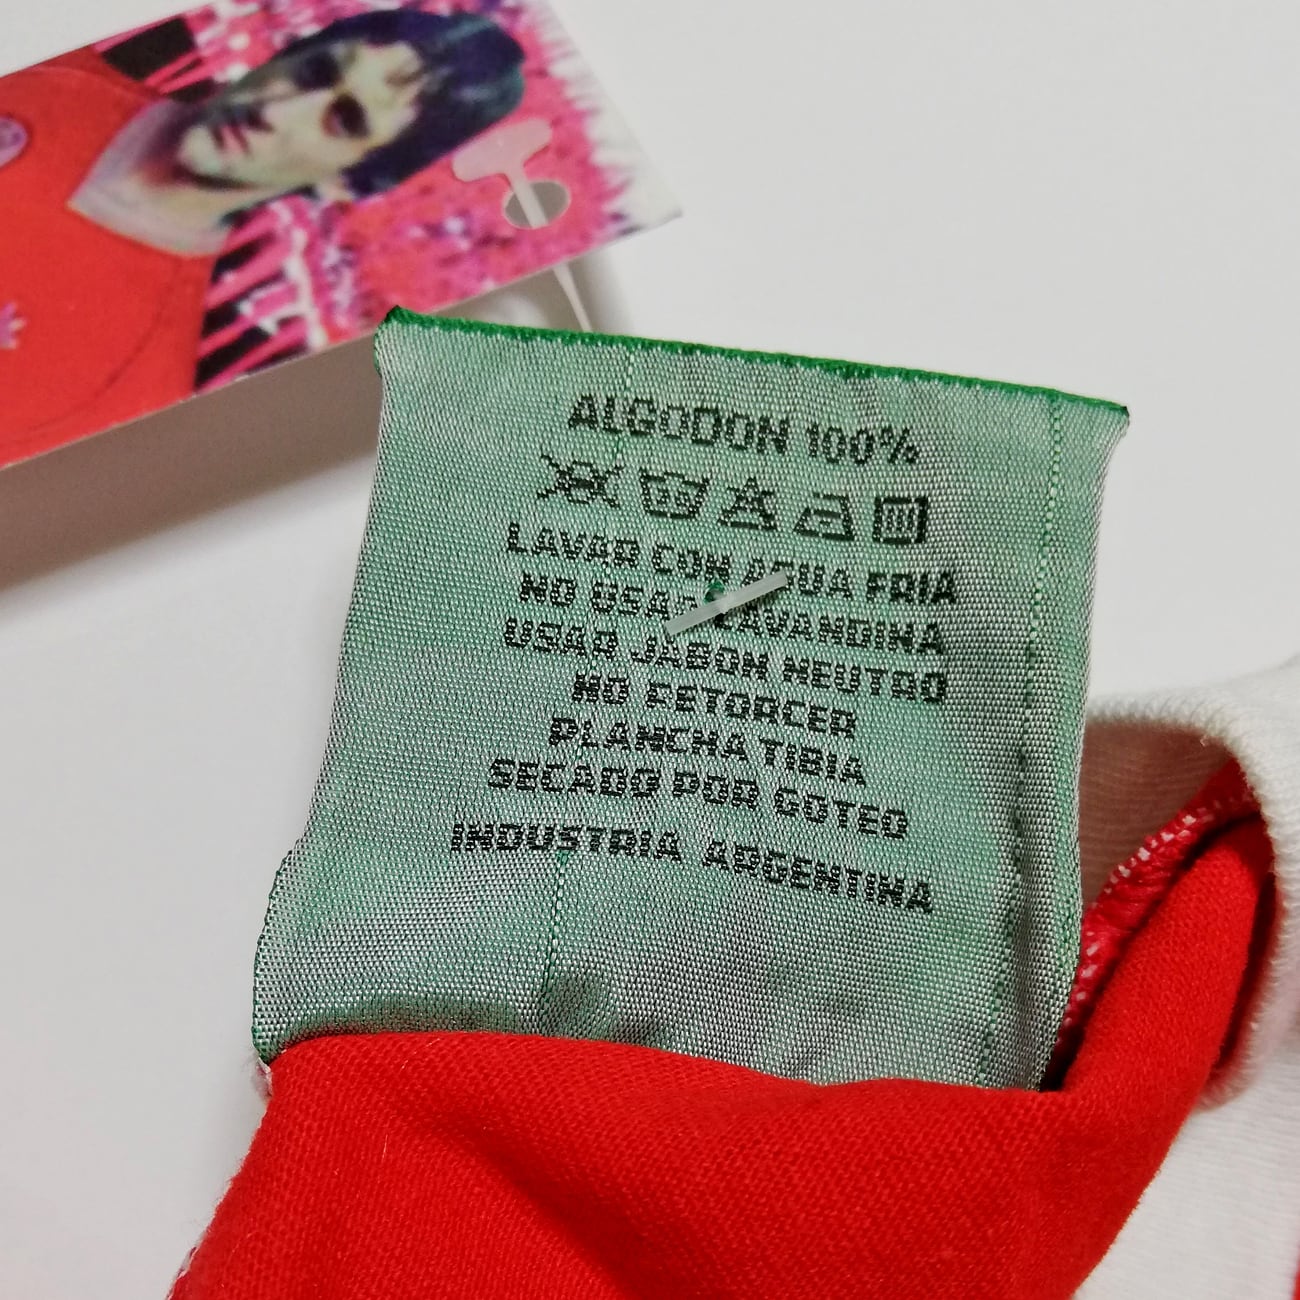 ALGODON 100%
LAVAR CON AGUA FRIA
NO USAR LAVANDINA
USAR JABON NEUTRO
NO RETORCER
PLANCHA TIBIA
SECADO POR GOTEO
INDUSTRIA ARGENTINA